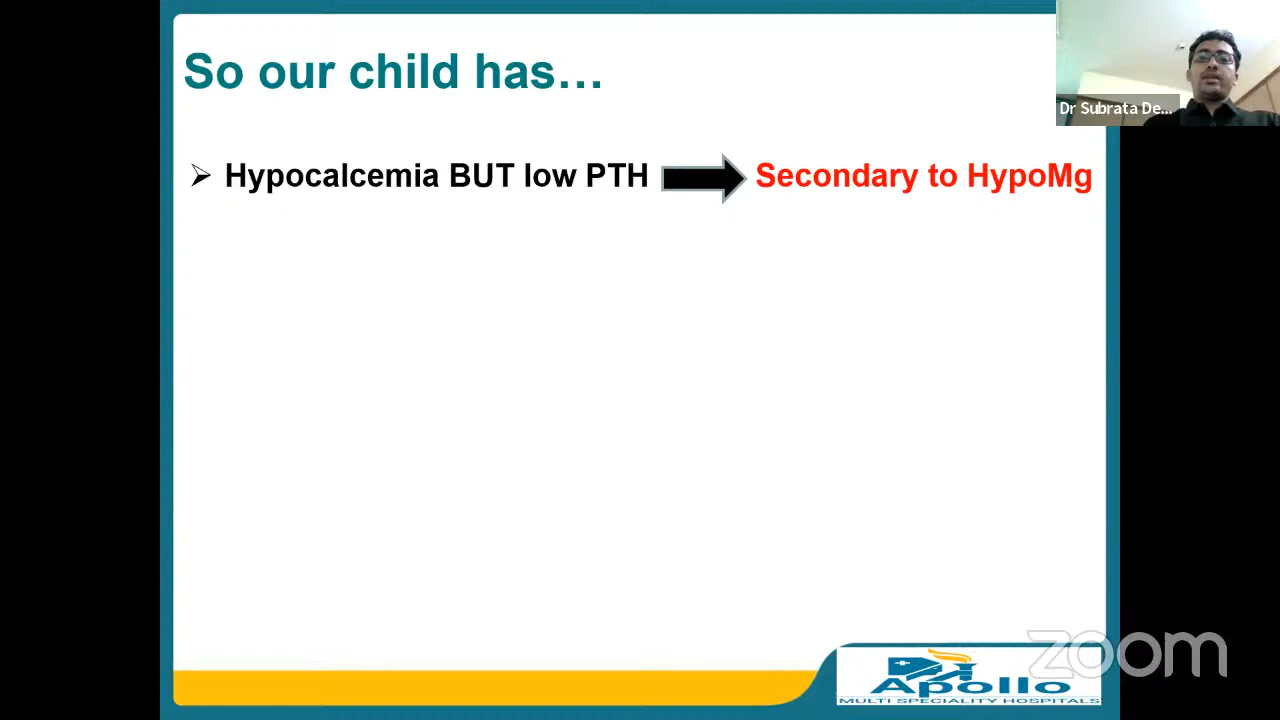 So our child has…
Dr Subrata De...
➢ Hypocalcemia BUT low PTH Secondary to HypoMg
zoom
Apollo
MULTI SPECIALITY HOSPITALS